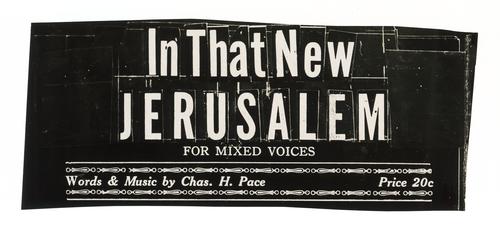 In That New
JERUSALEM
FOR MIXED VOICES
Words & Music by Chas. H. Pace Price 20c